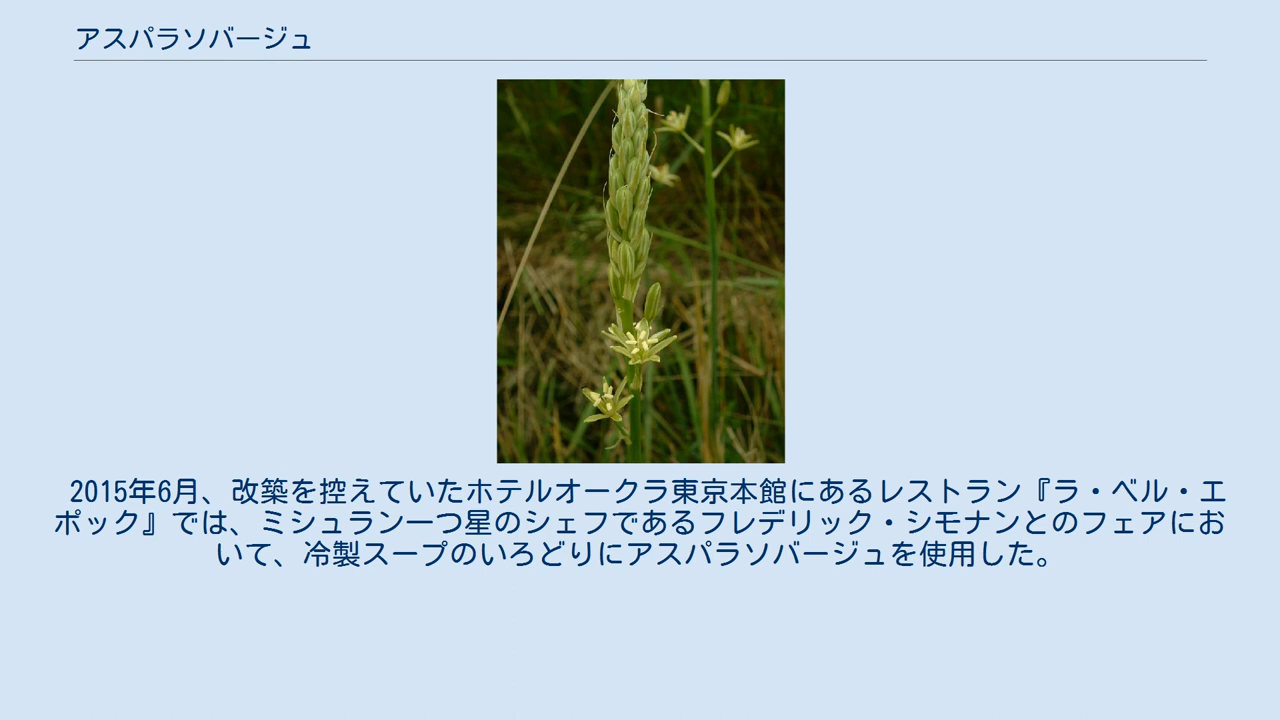 アスパラソバージュ
2015年6月、改築を控えていたホテルオークラ東京本館にあるレストラン『ラ・ベル・エ
ポック』では、ミシュラン一つ星のシェフであるフレデリック・シモナンとのフェアにお
いて、冷製スープのいろどりにアスパラソバージュを使用した。